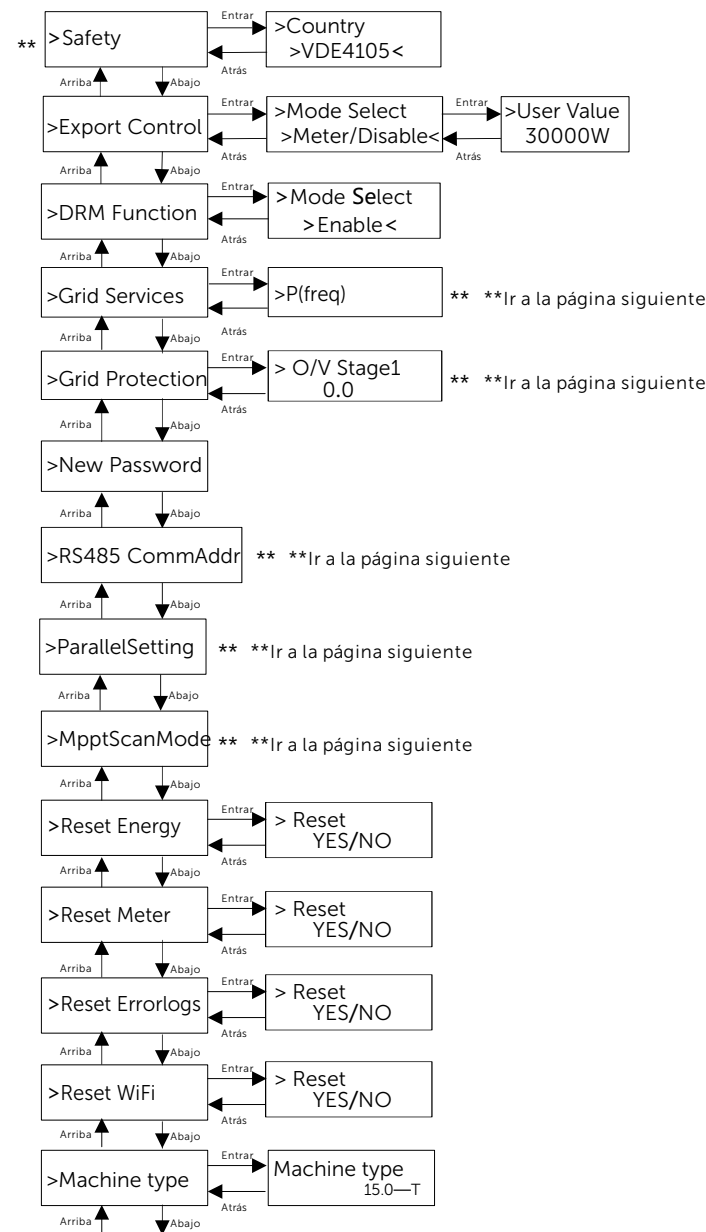 ** >Safety Entrar >Country
>VDE4105<
Atrás
Arriba Abajo
>Export Control Entrar >Mode Select Entrar >User Value
>Meter/Disable< 30000W
Atrás Atrás
Arriba Abajo
>DRM Function Entrar >Mode Select
>Enable<
Atrás
Arriba Abajo
>Grid Services Entrar >P(freq) ** **Ir a la página siguiente
Atrás
Arriba Abajo
>Grid Protection Entrar > O/V Stage1 ** **Ir a la página siguiente
0.0
Atrás
Arriba Abajo
>New Password
Arriba Abajo
>RS485 CommAddr ** **Ir a la página siguiente
Arriba Abajo
>ParallelSetting ** **Ir a la página siguiente
Arriba Abajo
>MpptScanMode ** **Ir a la página siguiente
Arriba Abajo
>Reset Energy Entrar > Reset
YES/NO
Atrás
Arriba Abajo
>Reset Meter Entrar > Reset
YES/NO
Atrás
Arriba Abajo
>Reset Errorlogs Entrar > Reset
YES/NO
Atrás
Arriba Abajo
>Reset WiFi Entrar > Reset
YES/NO
Atrás
Arriba Abajo
>Machine type Entrar Machine type
15.0—T
Atrás
Arriba Abajo